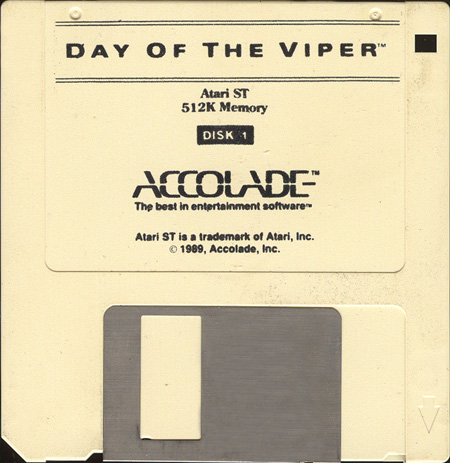 DAY OF THE VIPER™
Atari ST
512K Memory
DISK 1
ACCOLADE™
The best in entertainment software™
Atari ST is a trademark of Atari, Inc.
© 1989, Accolade, Inc.